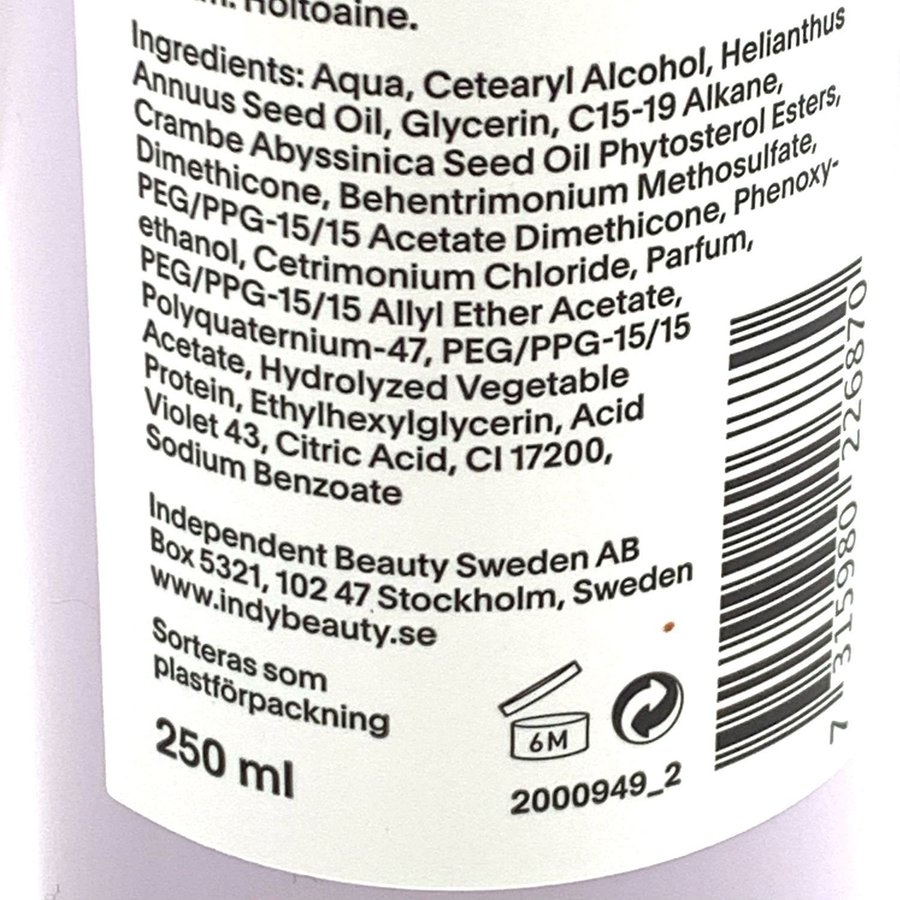 Hoitoaine.
Ingredients: Aqua, Cetearyl Alcohol, Helianthus
Annuus Seed Oil, Glycerin, C15-19 Alkane,
Crambe Abyssinica Seed Oil Phytosterol Esters,
Dimethicone, Behentrimonium Methosulfate,
PEG/PPG-15/15 Acetate Dimethicone, Phenoxy-
ethanol, Cetrimonium Chloride, Parfum,
PEG/PPG-15/15 Allyl Ether Acetate,
Polyquaternium-47, PEG/PPG-15/15
Acetate, Hydrolyzed Vegetable
Protein, Ethylhexylglycerin, Acid
Violet 43, Citric Acid, CI 17200,
Sodium Benzoate
Independent Beauty Sweden AB
Box 5321, 102 47 Stockholm, Sweden
www.indybeauty.se
Sorteras som
plastförpackning
250 ml
6M
2000949_2
7 315980 226870